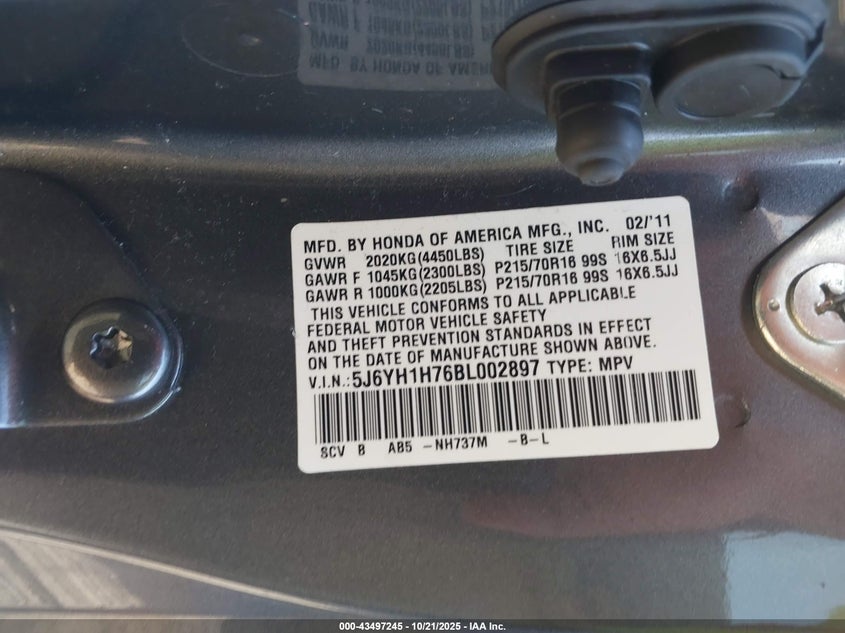 MFD. BY HONDA OF AMERICA MFG., INC. 02/'11
GVWR 2020KG(4450LBS) TIRE SIZE RIM SIZE
GAWR F 1045KG(2300LBS) P215/70R16 99S 16X6.5JJ
GAWR R 1000KG(2205LBS) P215/70R16 99S 16X6.5JJ
THIS VEHICLE CONFORMS TO ALL APPLICABLE
FEDERAL MOTOR VEHICLE SAFETY
AND THEFT PREVENTION STANDARDS IN EFFECT
ON THE DATE OF MANUFACTURE SHOWN ABOVE.
V.I.N.:5J6YH1H76BL002897 TYPE: MPV
SCV B AB5 -NH737M -B-L
000-43497245 - 10/21/2025 - IAA Inc.